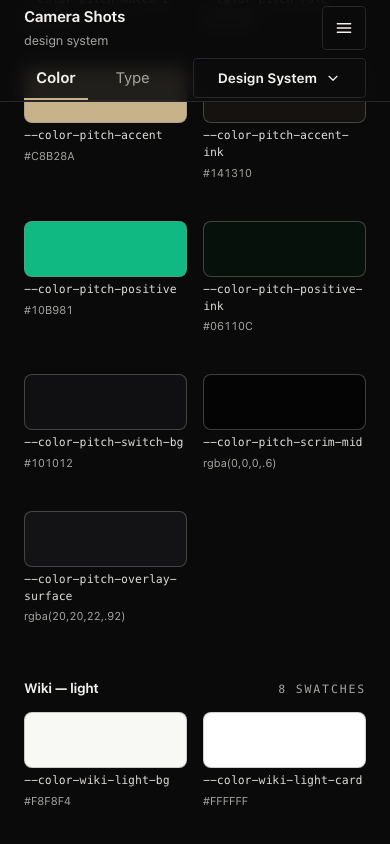 Camera Shots
design system
Color
Type
Design System
--color-pitch-accent
#C8B28A
--color-pitch-accent-
ink
#141310
--color-pitch-positive
#10B981
--color-pitch-positive-
ink
#06110C
--color-pitch-switch-bg
#101012
--color-pitch-scrim-mid
rgba(0,0,0,.6)
--color-pitch-overlay-
surface
rgba(20,20,22,.92)
Wiki — light
8 SWATCHES
--color-wiki-light-bg
#F8F8F4
--color-wiki-light-card
#FFFFFF